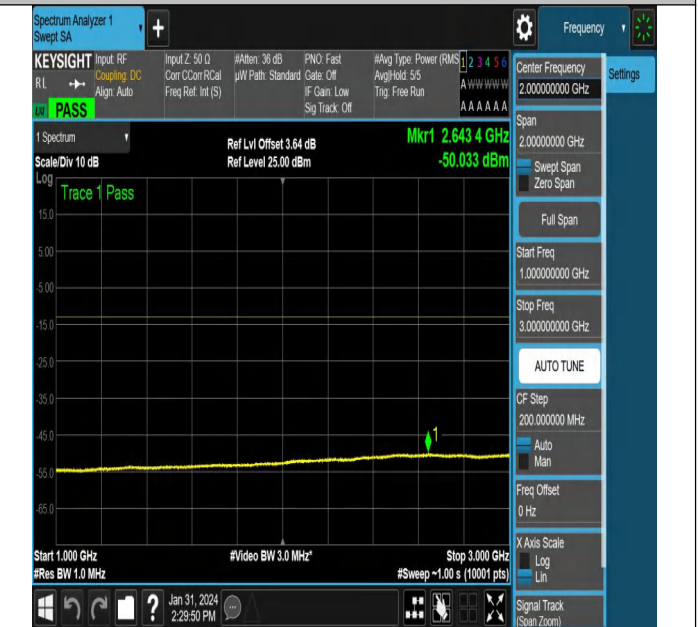 Spectrum Analyzer 1
Swept SA
+
Frequency
KEYSIGHT
RL
PASS
Input: RF
Coupling: DC
Align: Auto
Input Z: 50 Ω
Corr CCorr RCal
Freq Ref: Int (S)
#Atten: 36 dB
µW Path: Standard
PNO: Fast
Gate: Off
IF Gain: Low
Sig Track: Off
#Avg Type: Power (RMS
Avg|Hold: 5/5
Trig: Free Run
1 2 3 4 5 6
A W W W W W
A A A A A A
1 Spectrum
Scale/Div 10 dB
Ref Lvl Offset 3.64 dB
Ref Level 25.00 dBm
Mkr1 2.643 4 GHz
-50.033 dBm
Log
Trace 1 Pass
15.0
5.00
-5.00
-15.0
-25.0
-35.0
-45.0
-55.0
-65.0
1
Start 1.000 GHz
#Res BW 1.0 MHz
#Video BW 3.0 MHz*
Stop 3.000 GHz
#Sweep ~1.00 s (10001 pts)
?
Jan 31, 2024
2:29:50 PM
Center Frequency
2.000000000 GHz
Span
2.00000000 GHz
Swept Span
Zero Span
Full Span
Start Freq
1.000000000 GHz
Stop Freq
3.000000000 GHz
AUTO TUNE
CF Step
200.000000 MHz
Auto
Man
Freq Offset
0 Hz
X Axis Scale
Log
Lin
Signal Track
(Span Zoom)
Settings